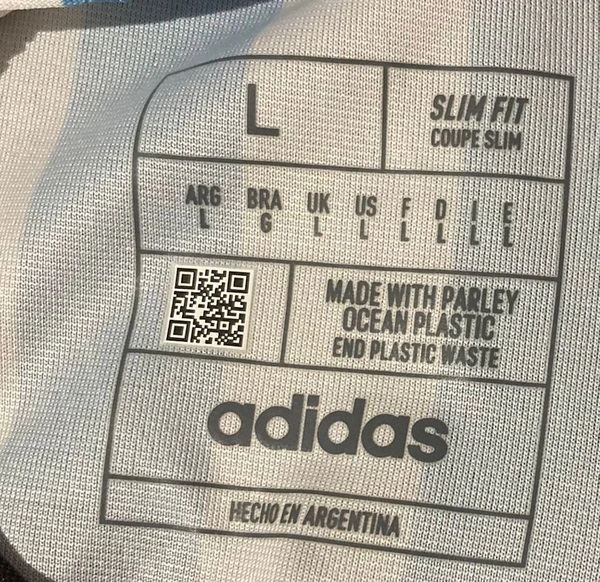 L
SLIM FIT
COUPE SLIM
ARG BRA UK US F D I E
L G L L L L L L
MADE WITH PARLEY
OCEAN PLASTIC
END PLASTIC WASTE
adidas
HECHO EN ARGENTINA